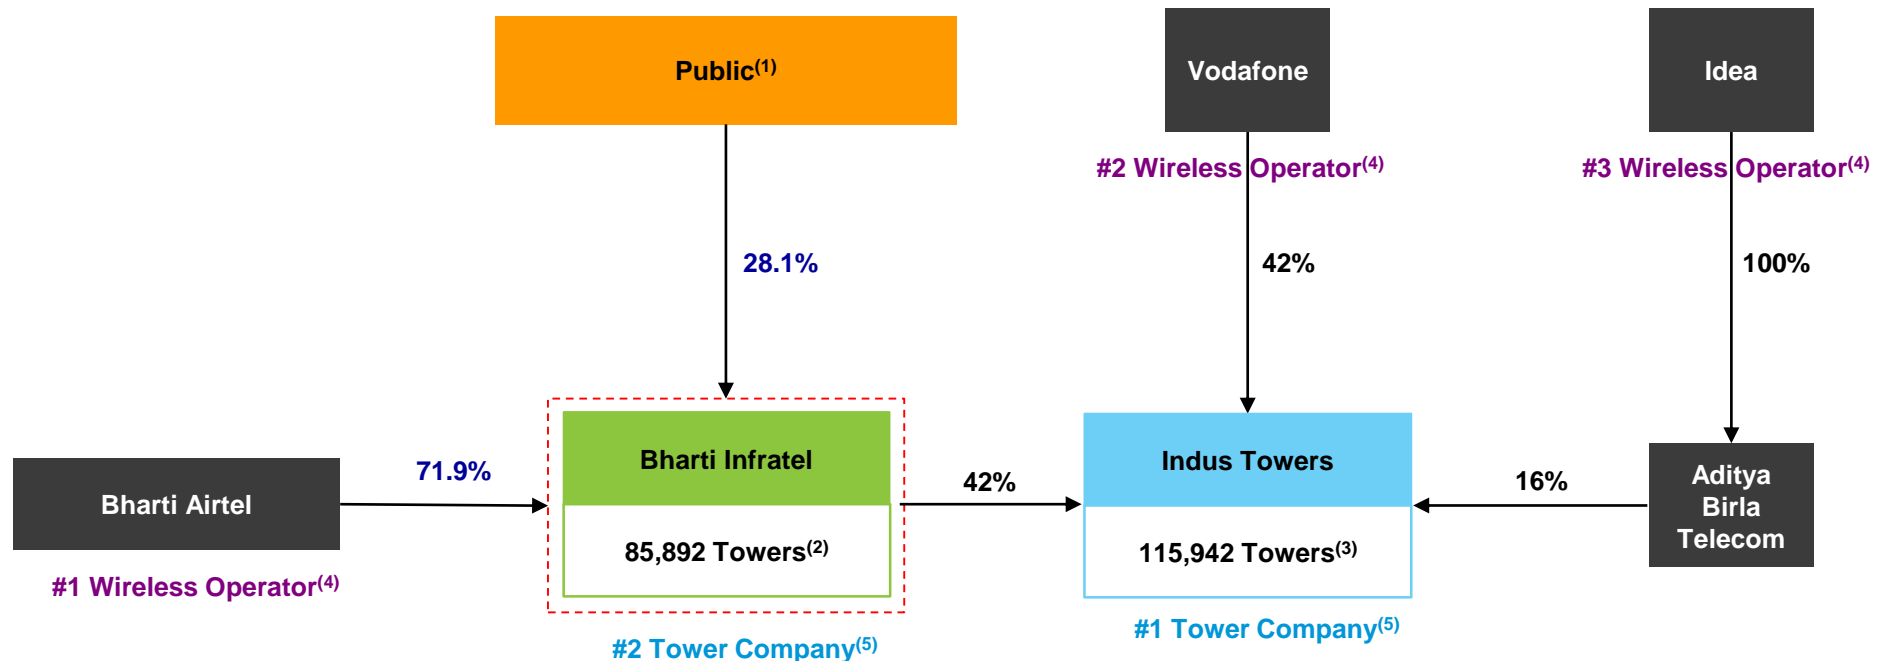 Public(1)
Vodafone
Idea
#2 Wireless Operator(4)
#3 Wireless Operator(4)
28.1%
42%
100%
Bharti Airtel
71.9%
Bharti Infratel
85,892 Towers(2)
42%
Indus Towers
115,942 Towers(3)
16%
Aditya
Birla
Telecom
#1 Wireless Operator(4)
#2 Tower Company(5)
#1 Tower Company(5)